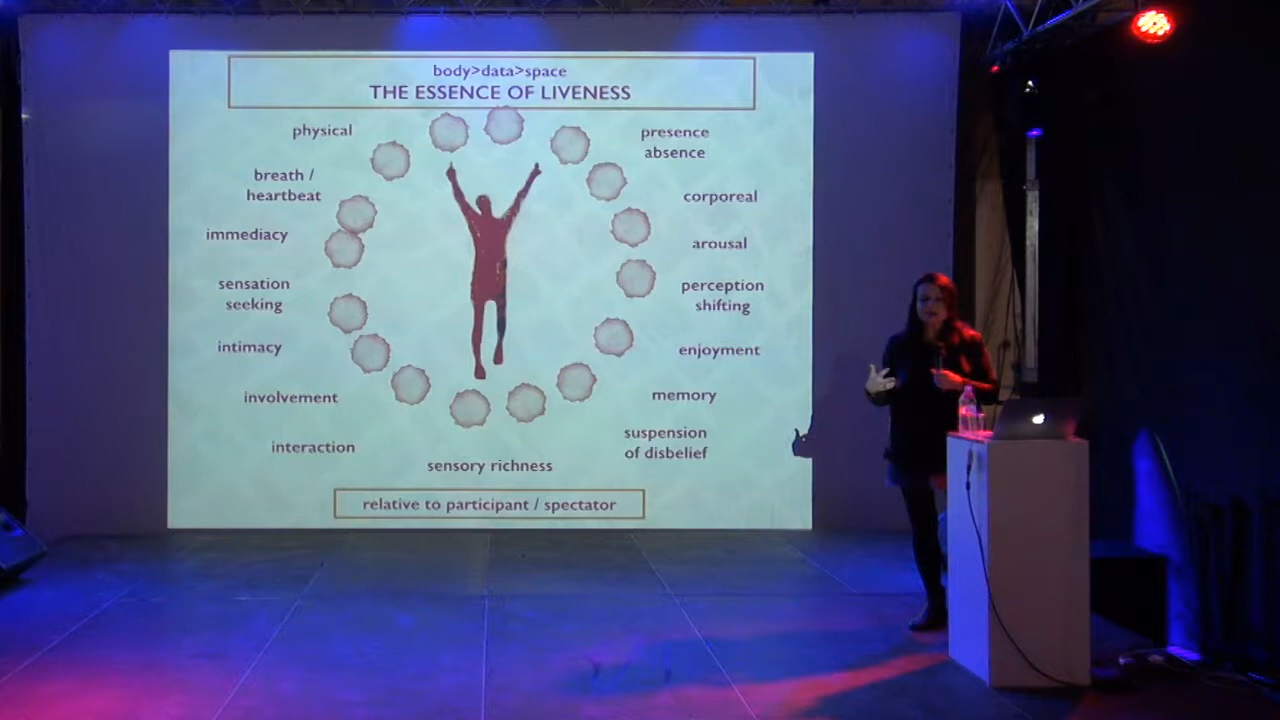 body>data>space
THE ESSENCE OF LIVENESS
physical
breath /
heartbeat
immediacy
sensation
seeking
intimacy
involvement
interaction
sensory richness
presence
absence
corporeal
arousal
perception
shifting
enjoyment
memory
suspension
of disbelief
relative to participant / spectator